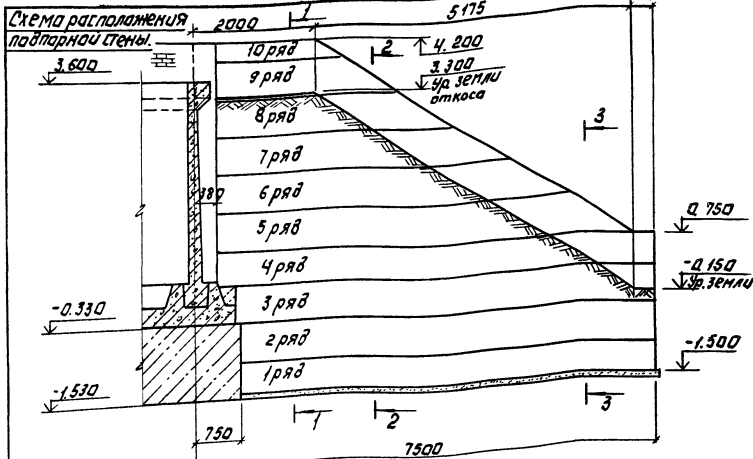 Схема расположения
подпорной стены.
2000
1
5175
10 ряд
2
4.200
3.600
9 ряд
3.300
Ур. земли
откоса
8 ряд
3
7 ряд
380
6 ряд
5 ряд
0.750
4 ряд
-0.150
Ур. земли
3 ряд
-0.330
2 ряд
-1.500
1 ряд
-1.530
1
2
3
750
7500